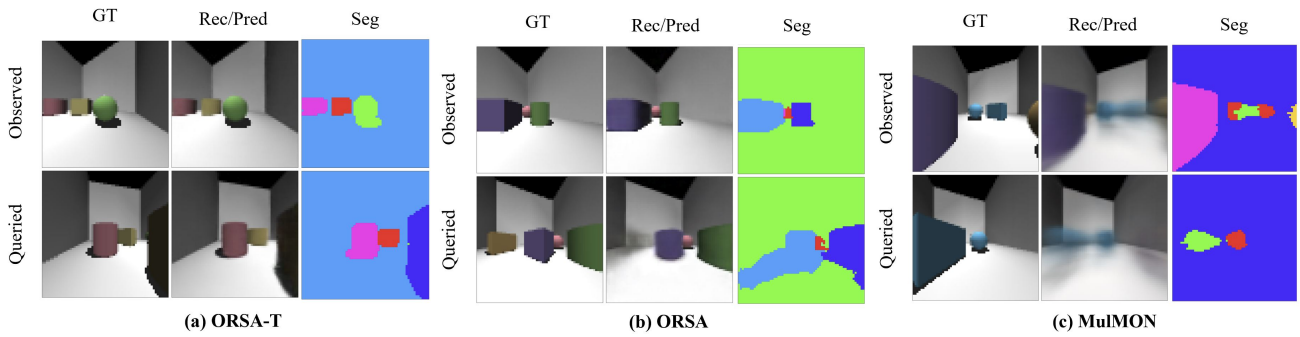 GT Rec/Pred Seg
Observed
Queried
(a) ORSA-T
GT Rec/Pred Seg
Observed
Queried
(b) ORSA
GT Rec/Pred Seg
Observed
Queried
(c) MulMON